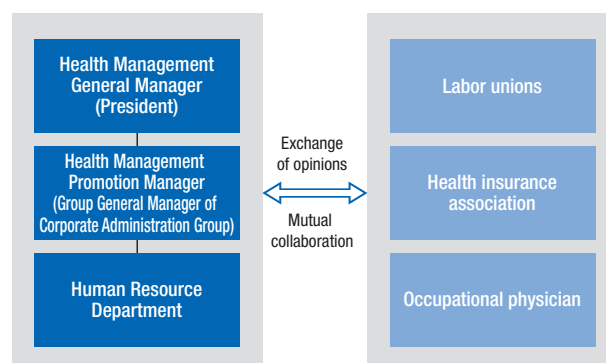 Health Management
General Manager
(President)
Health Management
Promotion Manager
(Group General Manager of
Corporate Administration Group)
Human Resource
Department
Exchange
of opinions
Mutual
collaboration
Labor unions
Health insurance
association
Occupational physician